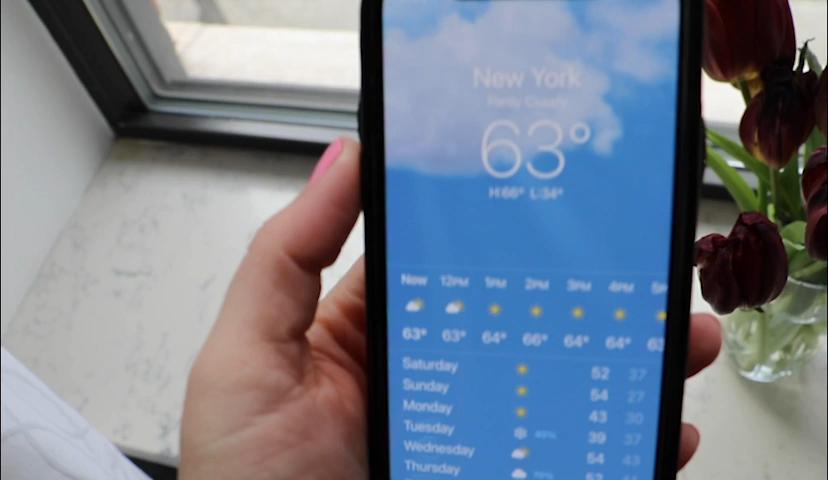 New York
Partly Cloudy
63°
H:66° L:34°
Now 12PM 1PM 2PM 3PM 4PM
63° 63° 64° 66° 64° 64° 63
Saturday 52 37
Sunday 54 27
Monday 43 30
Tuesday 39 37
Wednesday 54 43
Thursday